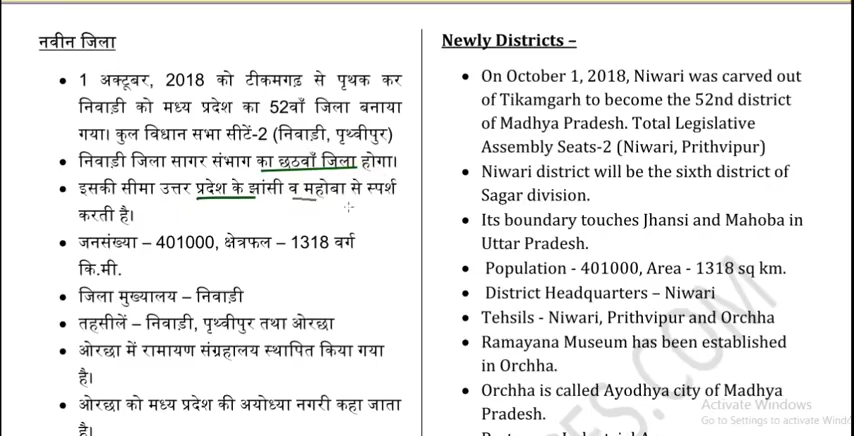 नवीन जिला
• 1 अक्टूबर, 2018 को टीकमगढ़ से पृथक कर
निवाड़ी को मध्य प्रदेश का 52वाँ जिला बनाया
गया। कुल विधान सभा सीटें-2 (निवाड़ी, पृथ्वीपुर)
• निवाड़ी जिला सागर संभाग का छठवाँ जिला होगा।
• इसकी सीमा उत्तर प्रदेश के झांसी व महोबा से स्पर्श
करती है।
• जनसंख्या – 401000, क्षेत्रफल – 1318 वर्ग
कि.मी.
• जिला मुख्यालय – निवाड़ी
• तहसीलें – निवाड़ी, पृथ्वीपुर तथा ओरछा
• ओरछा में रामायण संग्रहालय स्थापित किया गया
है।
• ओरछा को मध्य प्रदेश की अयोध्या नगरी कहा जाता
है।
Newly Districts –
• On October 1, 2018, Niwari was carved out
of Tikamgarh to become the 52nd district
of Madhya Pradesh. Total Legislative
Assembly Seats-2 (Niwari, Prithvipur)
• Niwari district will be the sixth district of
Sagar division.
• Its boundary touches Jhansi and Mahoba in
Uttar Pradesh.
• Population - 401000, Area - 1318 sq km.
• District Headquarters – Niwari
• Tehsils - Niwari, Prithvipur and Orchha
• Ramayana Museum has been established
in Orchha.
• Orchha is called Ayodhya city of Madhya
Pradesh.
Activate Windows
Go to Settings to activate Wind